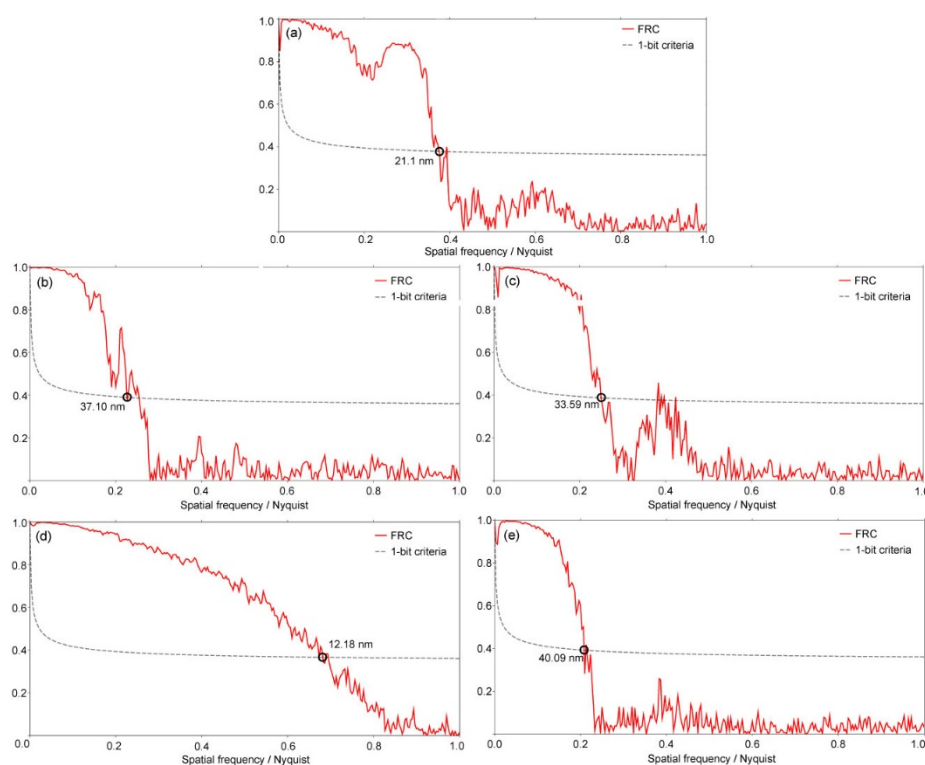 1.0
(a)
FRC
1-bit criteria
0.8
0.6
0.4
21.1 nm
0.2
0.0 0.2 0.4 0.6 0.8 1.0
Spatial frequency / Nyquist
1.0
(b)
FRC
1-bit criteria
0.8
0.6
0.4
37.10 nm
0.2
0.0 0.2 0.4 0.6 0.8 1.0
Spatial frequency / Nyquist
1.0
(c)
FRC
1-bit criteria
0.8
0.6
0.4
33.59 nm
0.2
0.0 0.2 0.4 0.6 0.8 1.0
Spatial frequency / Nyquist
1.0
(d)
FRC
1-bit criteria
0.8
0.6
0.4
12.18 nm
0.2
0.0 0.2 0.4 0.6 0.8 1.0
Spatial frequency / Nyquist
1.0
(e)
FRC
1-bit criteria
0.8
0.6
0.4
40.09 nm
0.2
0.0 0.2 0.4 0.6 0.8 1.0
Spatial frequency / Nyquist